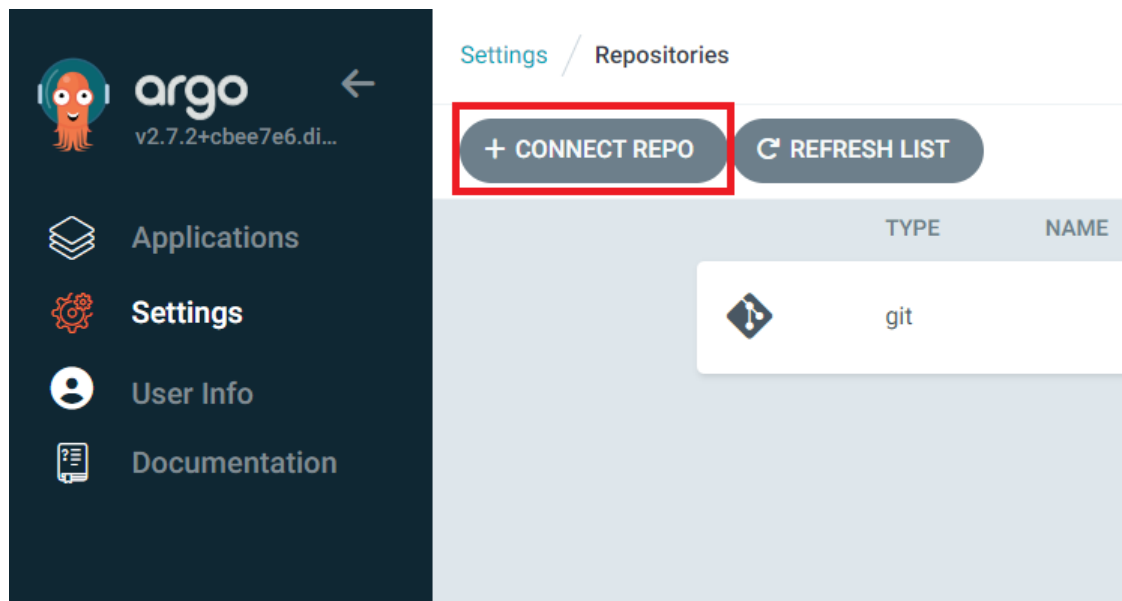 argo
v2.7.2+cbee7e6.di...
Applications
Settings
User Info
Documentation
Settings / Repositories
+ CONNECT REPO
REFRESH LIST
TYPE NAME
git